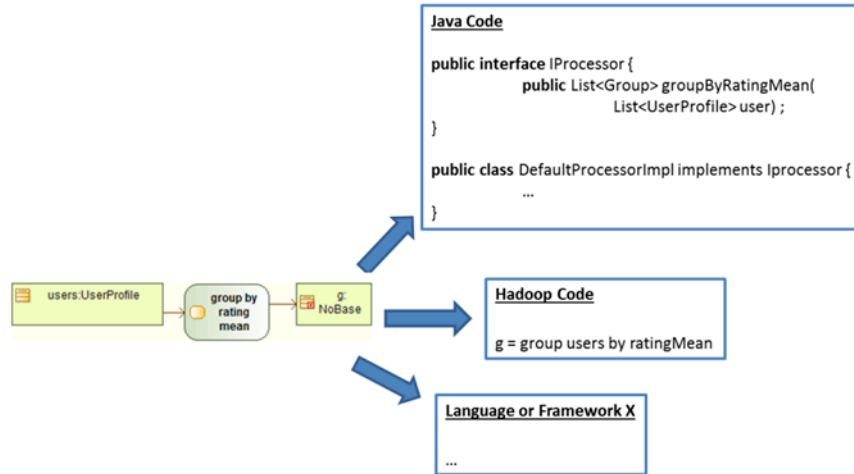 Java Code
public interface IProcessor {
public List<Group> groupByRatingMean(
List<UserProfile> user) ;
}
public class DefaultProcessorImpl implements Iprocessor {
...
}
users:UserProfile
group by
rating
mean
g:
NoBase
Hadoop Code
g = group users by ratingMean
Language or Framework X
...